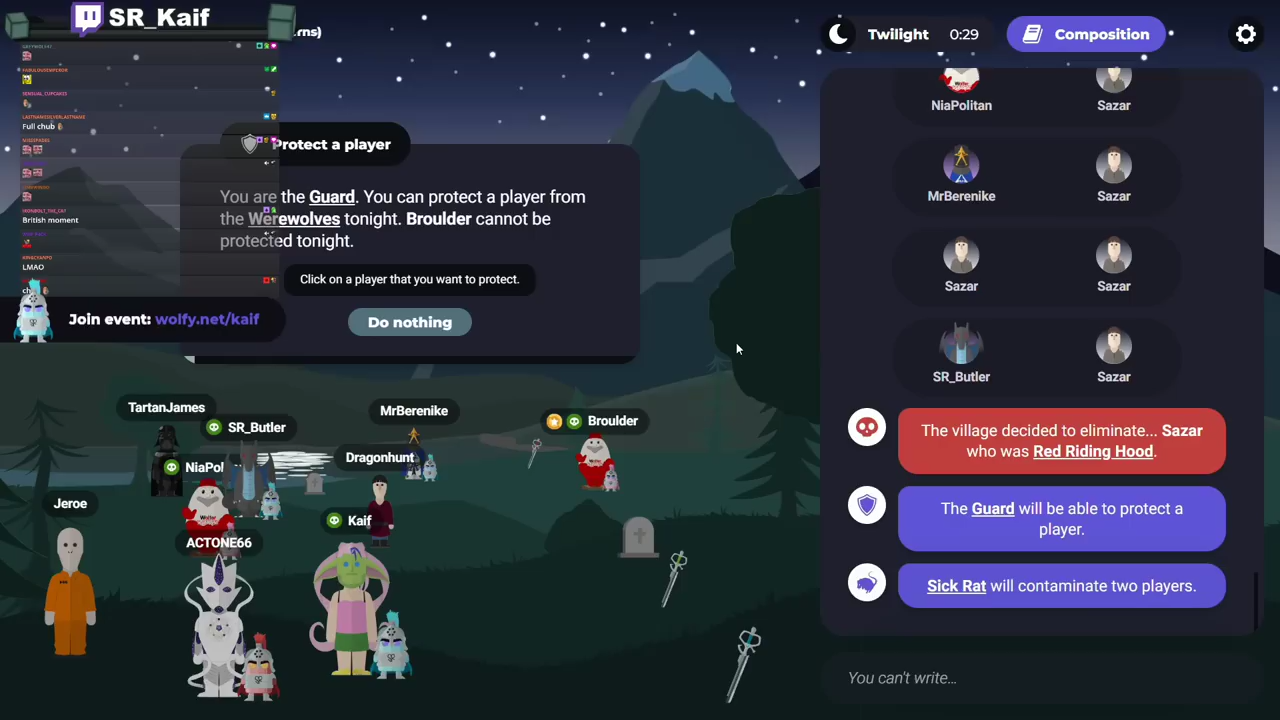 SR_Kaif
rns)
Twilight 0:29 Composition
FABULOUSEMPEROR
SENSUAL_CUPCAKES
Full chub
British moment
LMAO
Join event: wolfy.net/kaif
Protect a player
You are the Guard. You can protect a player from
the Werewolves tonight. Broulder cannot be
protected tonight.
Click on a player that you want to protect.
Do nothing
TartanJames
SR_Butler
MrBerenike
Broulder
NiaPol
Dragonhunt
Jeroe
Kaif
ACTONE66
NiaPolitan Sazar
MrBerenike Sazar
Sazar Sazar
SR_Butler Sazar
The village decided to eliminate... Sazar
who was Red Riding Hood.
The Guard will be able to protect a
player.
Sick Rat will contaminate two players.
You can't write...